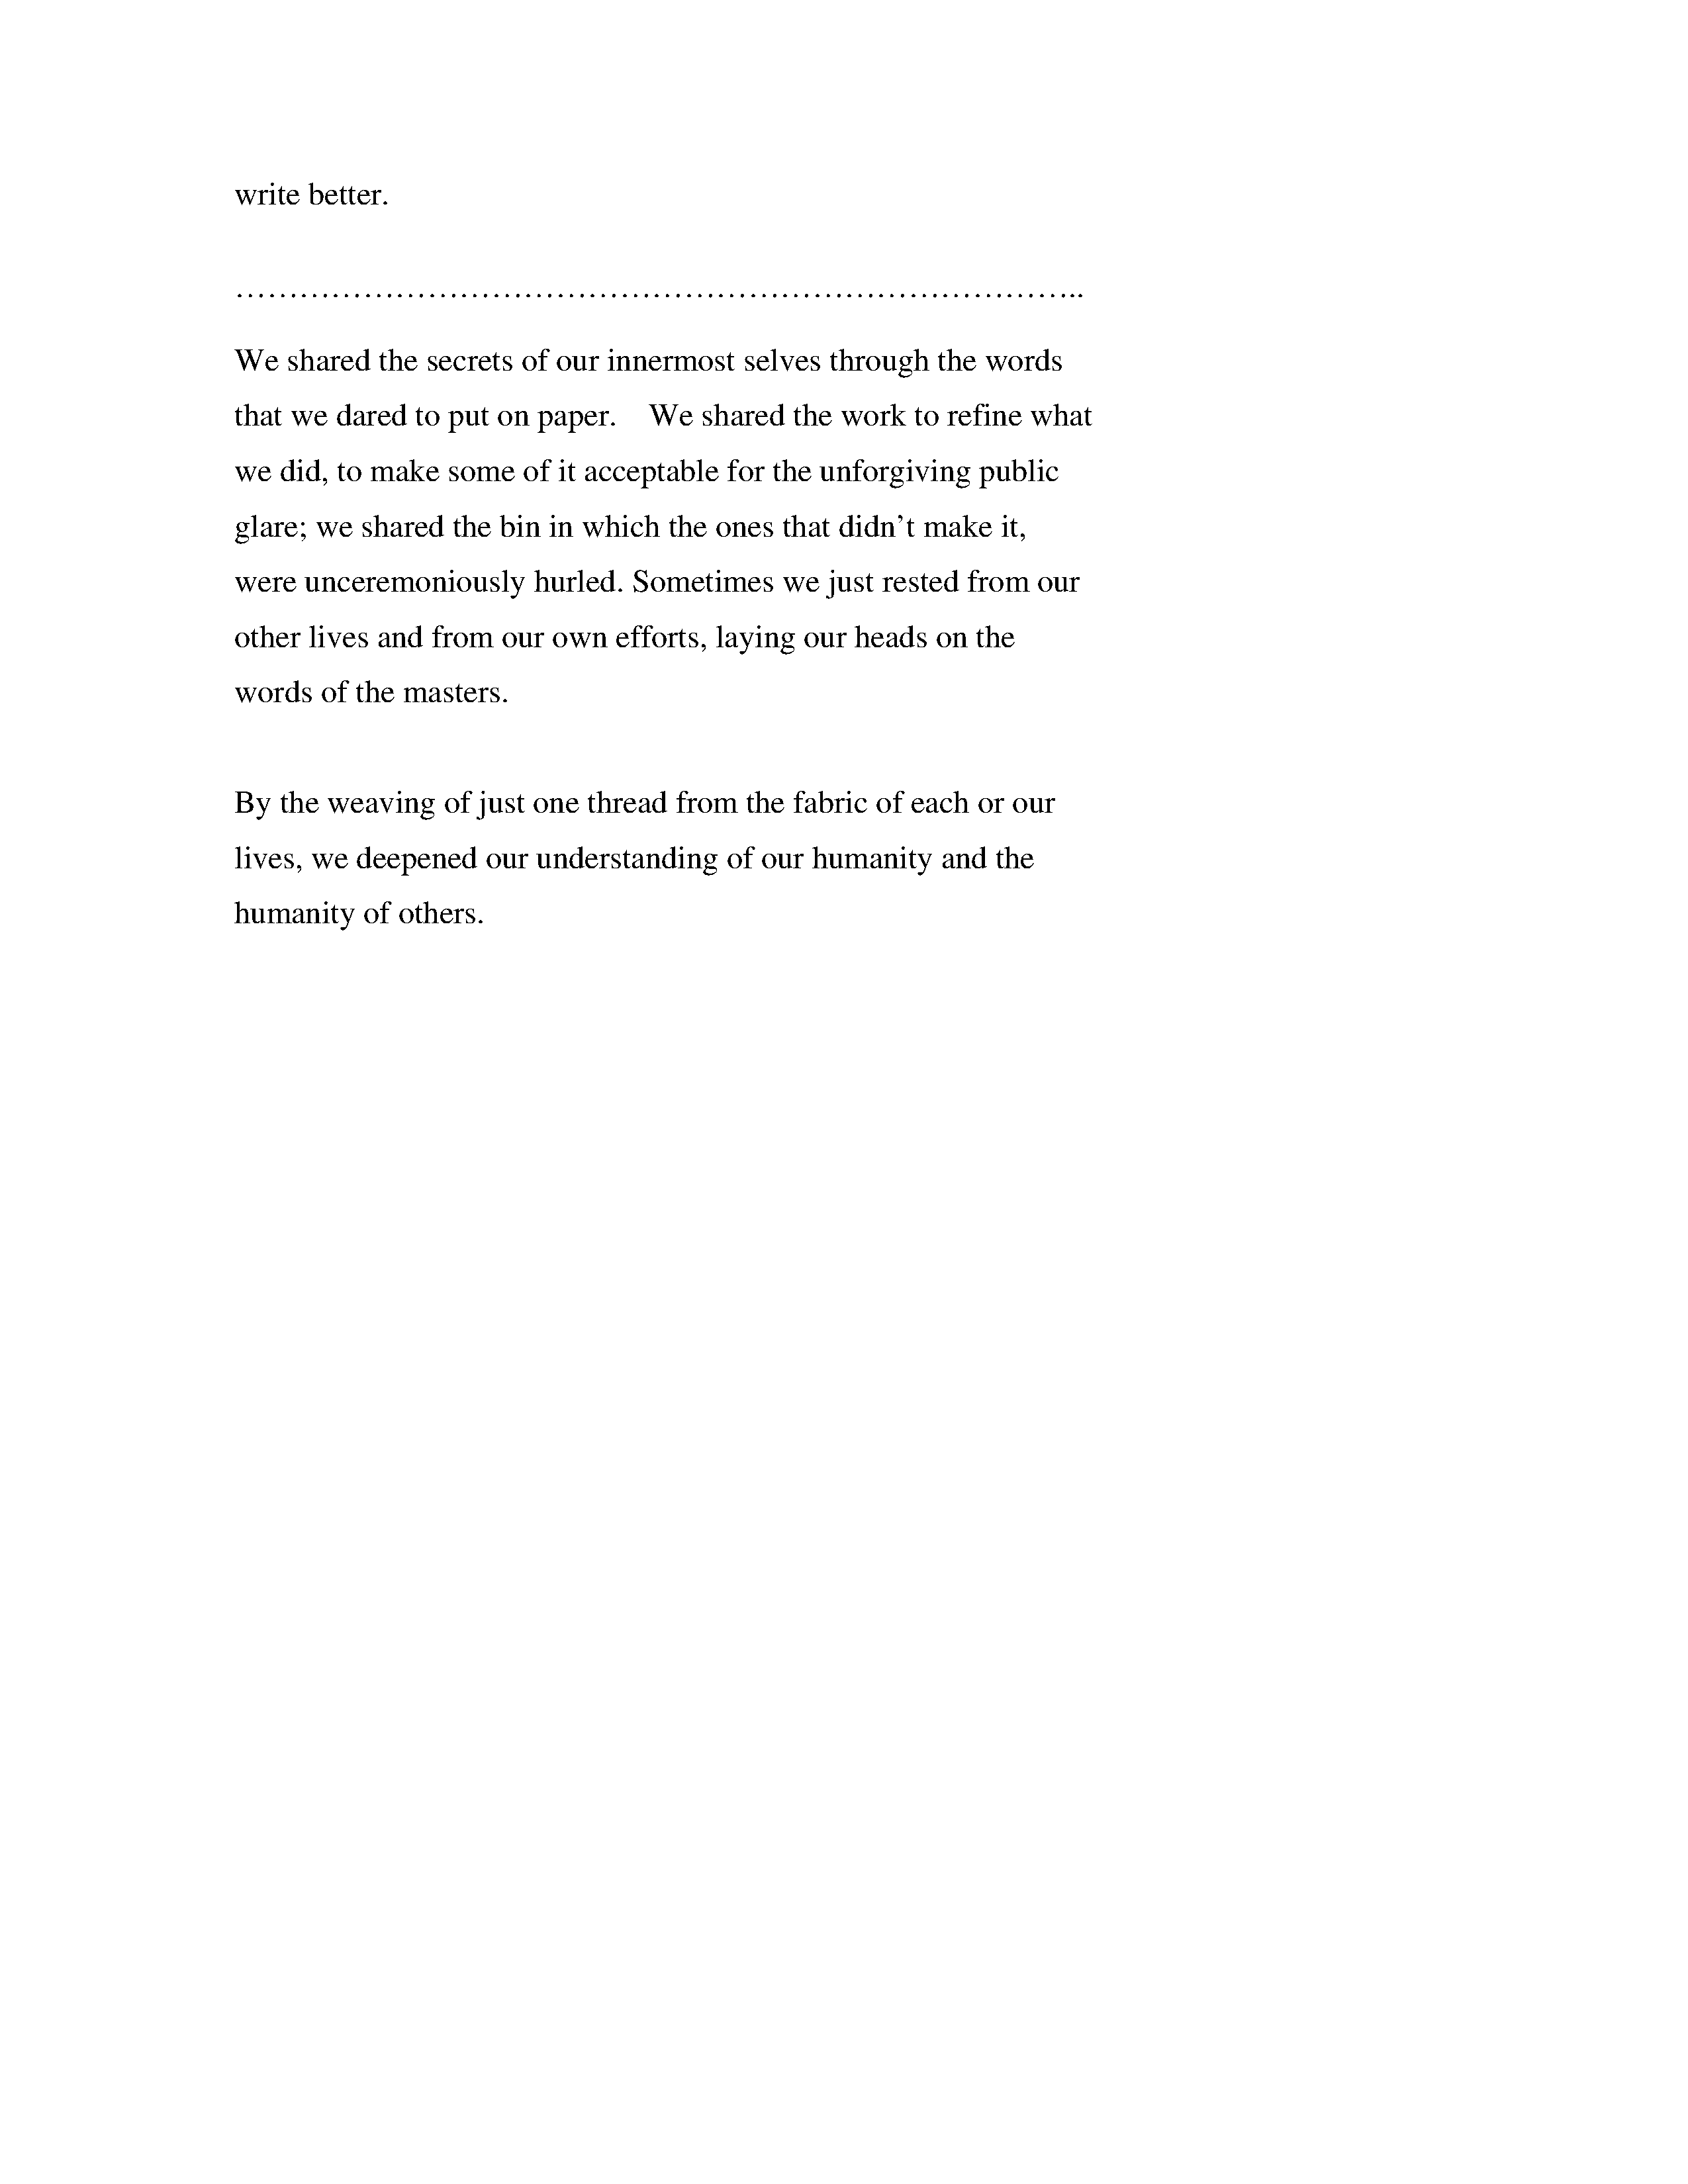 write better.
……………………………………………………………………..
We shared the secrets of our innermost selves through the words
that we dared to put on paper.    We shared the work to refine what
we did, to make some of it acceptable for the unforgiving public
glare; we shared the bin in which the ones that didn’t make it,
were unceremoniously hurled. Sometimes we just rested from our
other lives and from our own efforts, laying our heads on the
words of the masters.
By the weaving of just one thread from the fabric of each or our
lives, we deepened our understanding of our humanity and the
humanity of others.